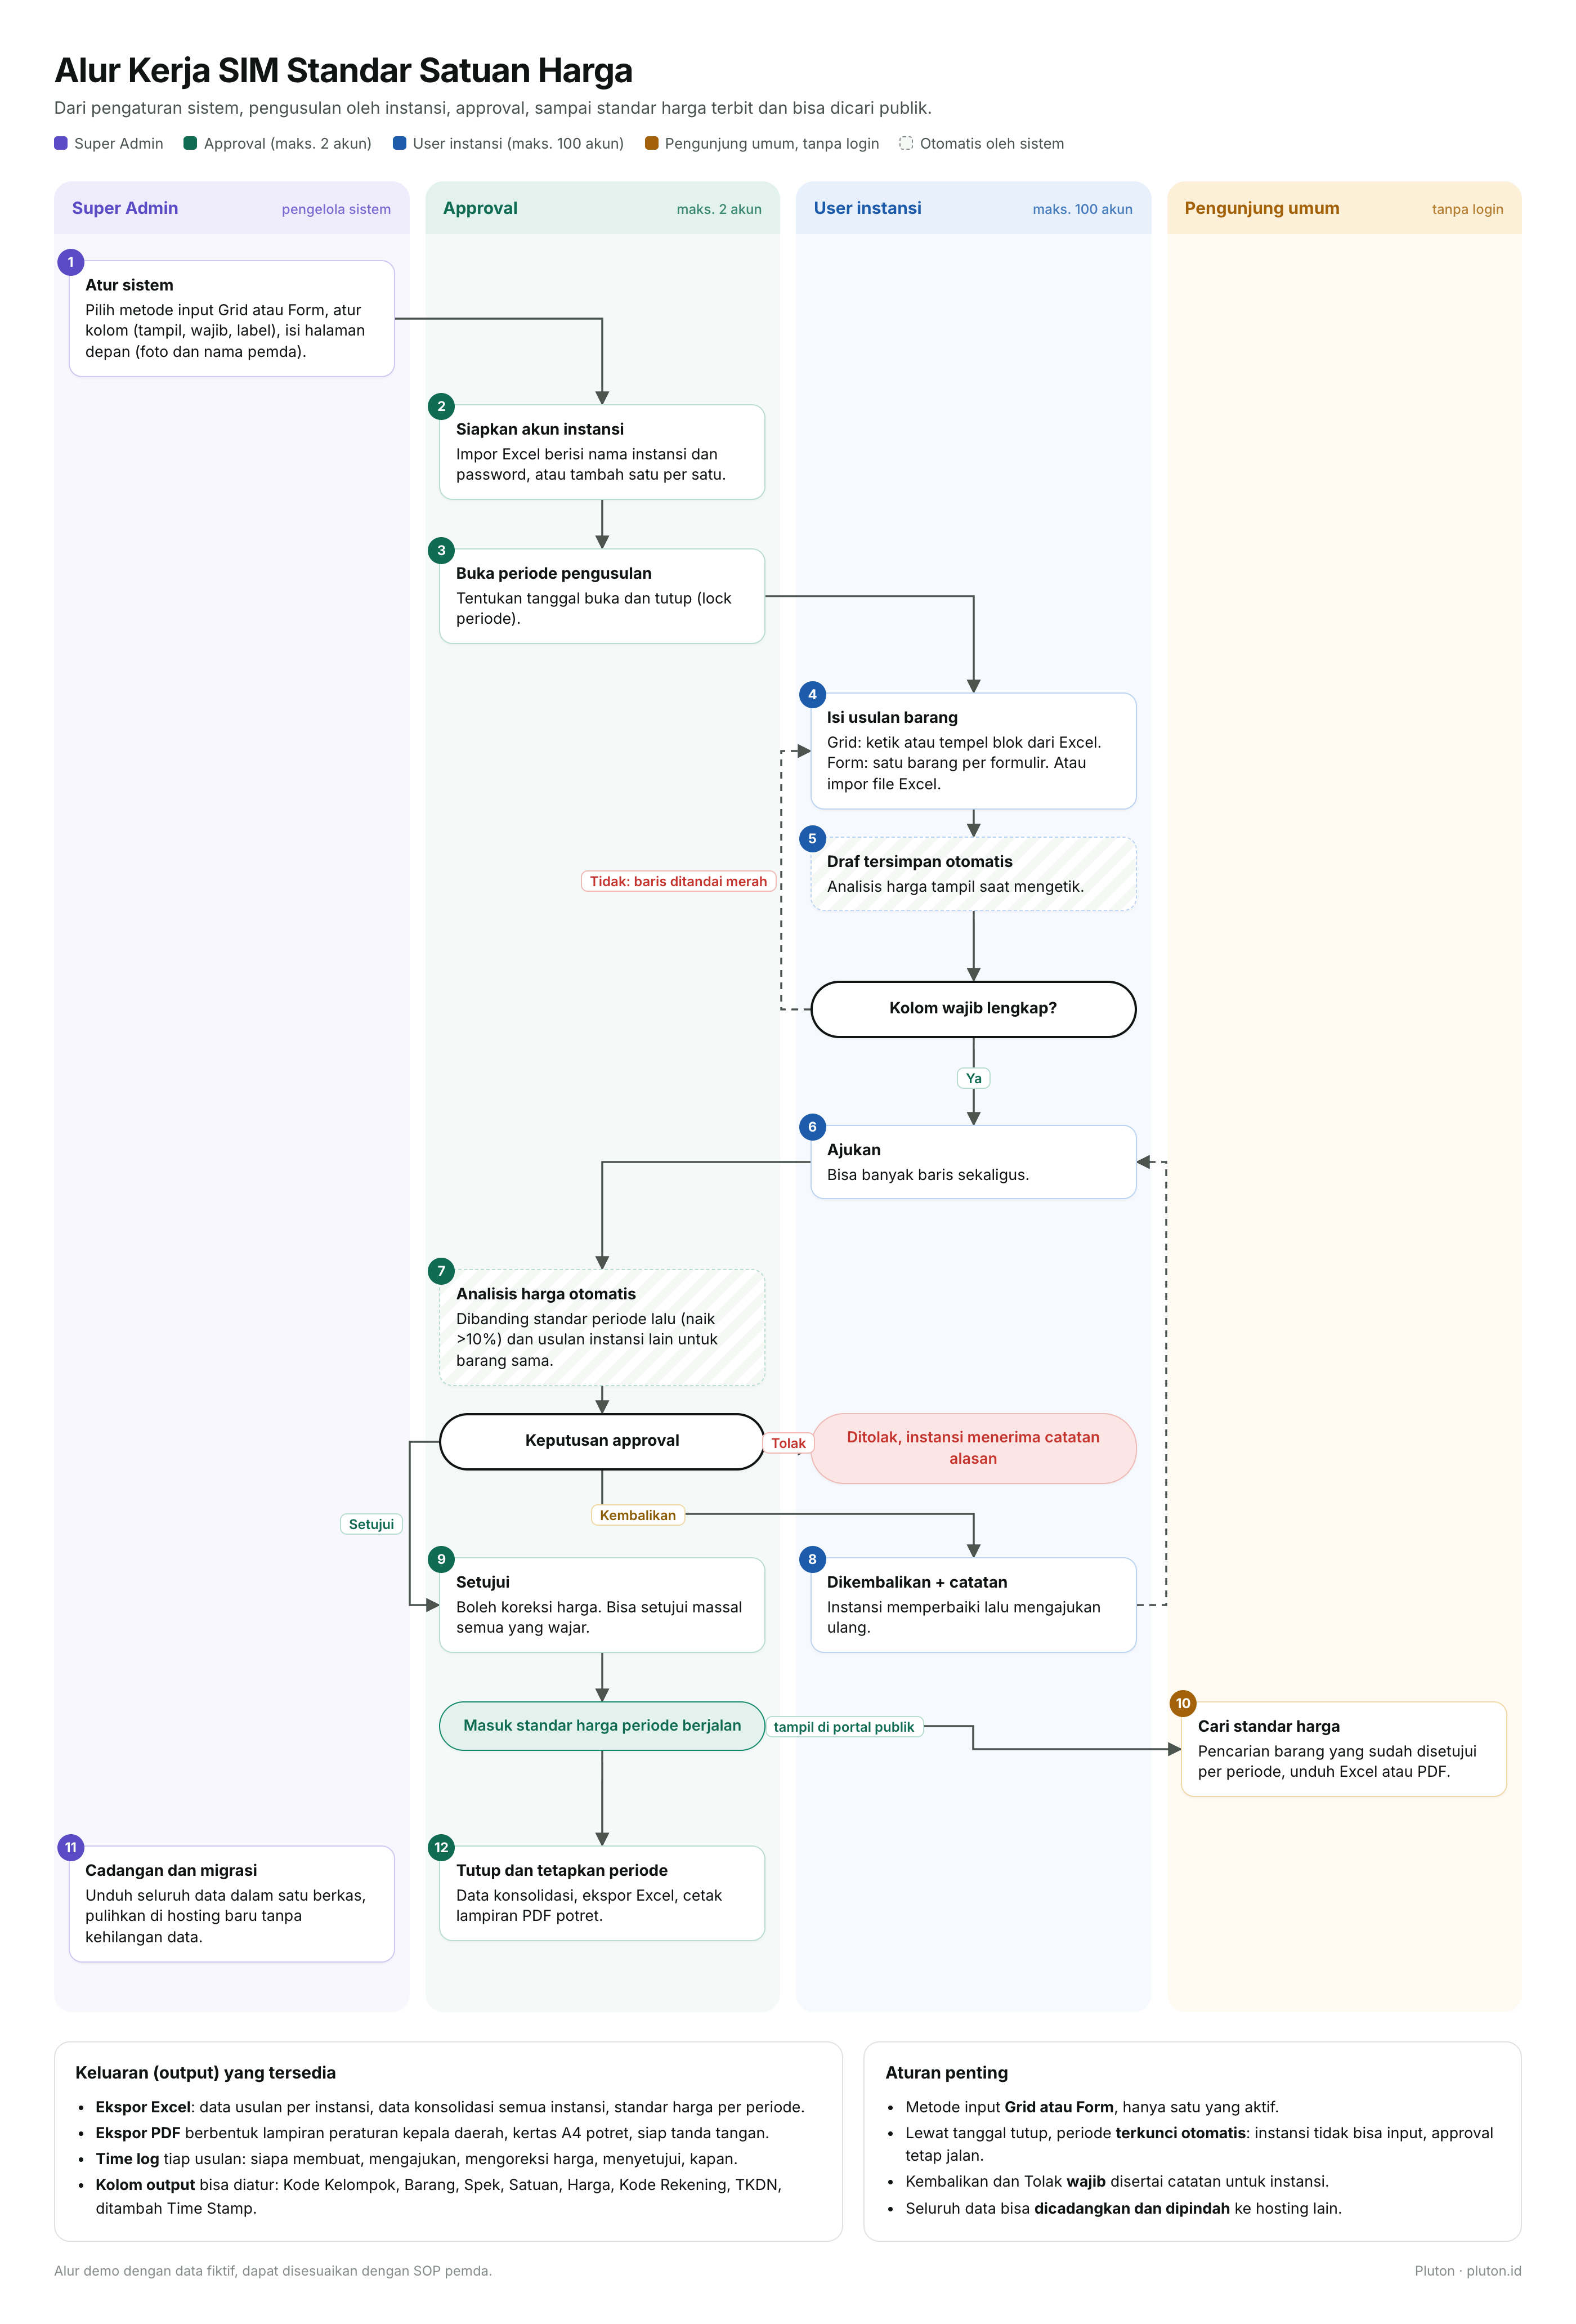 Alur Kerja SIM Standar Satuan Harga
Dari pengaturan sistem, pengusulan oleh instansi, approval, sampai standar harga terbit dan bisa dicari publik.
Super Admin
Approval (maks. 2 akun)
User instansi (maks. 100 akun)
Pengunjung umum, tanpa login
Otomatis oleh sistem
Super Admin
pengelola sistem
Approval
maks. 2 akun
User instansi
maks. 100 akun
Pengunjung umum
tanpa login
1
Atur sistem
Pilih metode input Grid atau Form, atur
kolom (tampil, wajib, label), isi halaman
depan (foto dan nama pemda).
2
Siapkan akun instansi
Impor Excel berisi nama instansi dan
password, atau tambah satu per satu.
3
Buka periode pengusulan
Tentukan tanggal buka dan tutup (lock
periode).
4
Isi usulan barang
Grid: ketik atau tempel blok dari Excel.
Form: satu barang per formulir. Atau
impor file Excel.
5
Draf tersimpan otomatis
Analisis harga tampil saat mengetik.
Tidak: baris ditandai merah
Kolom wajib lengkap?
Ya
6
Ajukan
Bisa banyak baris sekaligus.
7
Analisis harga otomatis
Dibanding standar periode lalu (naik
>10%) dan usulan instansi lain untuk
barang sama.
Keputusan approval
Tolak
Ditolak, instansi menerima catatan
alasan
Setujui
Kembalikan
9
Setujui
Boleh koreksi harga. Bisa setujui massal
semua yang wajar.
8
Dikembalikan + catatan
Instansi memperbaiki lalu mengajukan
ulang.
Masuk standar harga periode berjalan
tampil di portal publik
10
Cari standar harga
Pencarian barang yang sudah disetujui
per periode, unduh Excel atau PDF.
11
Cadangan dan migrasi
Unduh seluruh data dalam satu berkas,
pulihkan di hosting baru tanpa
kehilangan data.
12
Tutup dan tetapkan periode
Data konsolidasi, ekspor Excel, cetak
lampiran PDF potret.
Keluaran (output) yang tersedia
• Ekspor Excel: data usulan per instansi, data konsolidasi semua instansi, standar harga per periode.
• Ekspor PDF berbentuk lampiran peraturan kepala daerah, kertas A4 potret, siap tanda tangan.
• Time log tiap usulan: siapa membuat, mengajukan, mengoreksi harga, menyetujui, kapan.
• Kolom output bisa diatur: Kode Kelompok, Barang, Spek, Satuan, Harga, Kode Rekening, TKDN,
ditambah Time Stamp.
Aturan penting
• Metode input Grid atau Form, hanya satu yang aktif.
• Lewat tanggal tutup, periode terkunci otomatis: instansi tidak bisa input, approval
tetap jalan.
• Kembalikan dan Tolak wajib disertai catatan untuk instansi.
• Seluruh data bisa dicadangkan dan dipindah ke hosting lain.
Alur demo dengan data fiktif, dapat disesuaikan dengan SOP pemda.
Pluton · pluton.id